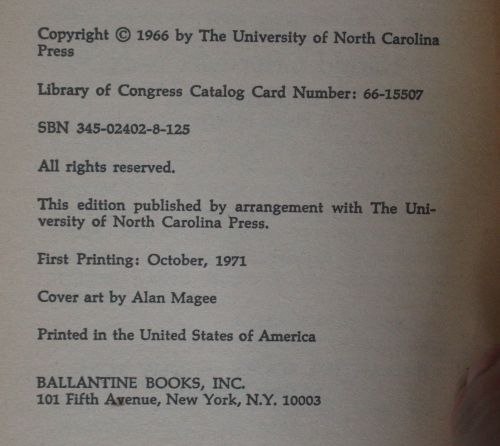 Copyright © 1966 by The University of North Carolina
Press
Library of Congress Catalog Card Number: 66-15507
SBN 345-02402-8-125
All rights reserved.
This edition published by arrangement with The Uni-
versity of North Carolina Press.
First Printing: October, 1971
Cover art by Alan Magee
Printed in the United States of America
BALLANTINE BOOKS, INC.
101 Fifth Avenue, New York, N.Y. 10003